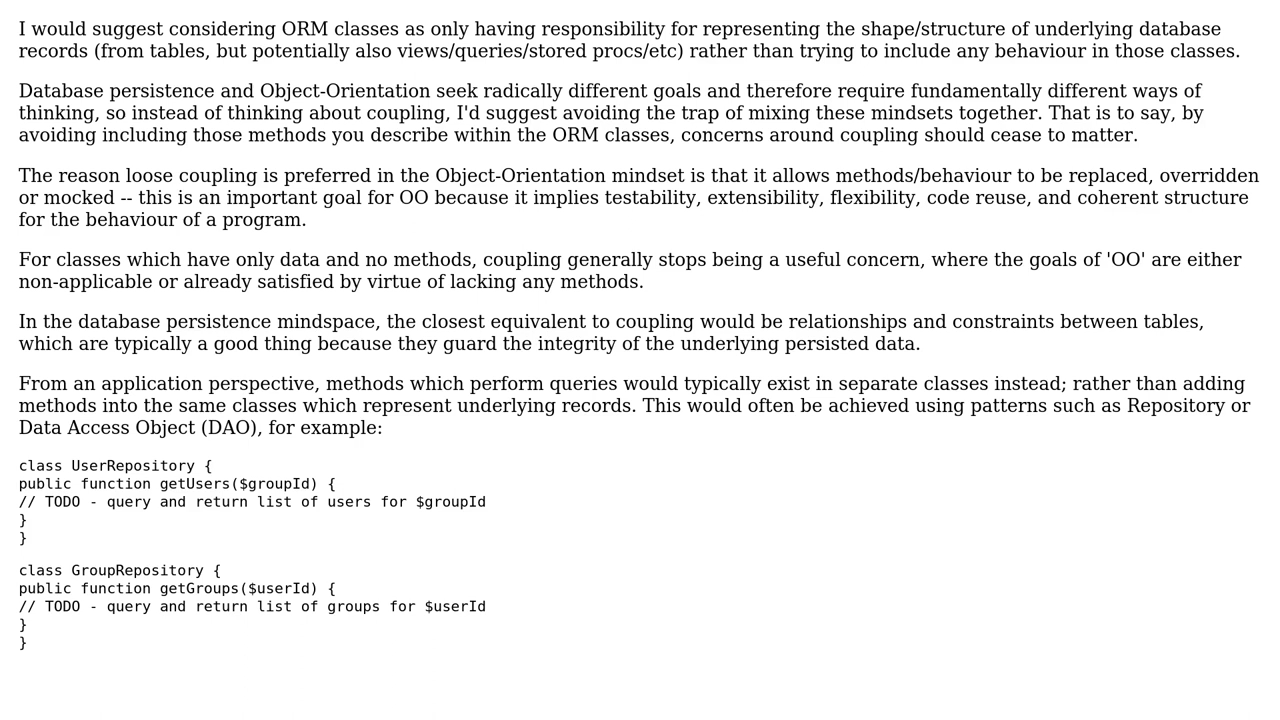 I would suggest considering ORM classes as only having responsibility for representing the shape/structure of underlying database
records (from tables, but potentially also views/queries/stored procs/etc) rather than trying to include any behaviour in those classes.
Database persistence and Object-Orientation seek radically different goals and therefore require fundamentally different ways of
thinking, so instead of thinking about coupling, I'd suggest avoiding the trap of mixing these mindsets together. That is to say, by
avoiding including those methods you describe within the ORM classes, concerns around coupling should cease to matter.
The reason loose coupling is preferred in the Object-Orientation mindset is that it allows methods/behaviour to be replaced, overridden
or mocked -- this is an important goal for OO because it implies testability, extensibility, flexibility, code reuse, and coherent structure
for the behaviour of a program.
For classes which have only data and no methods, coupling generally stops being a useful concern, where the goals of 'OO' are either
non-applicable or already satisfied by virtue of lacking any methods.
In the database persistence mindspace, the closest equivalent to coupling would be relationships and constraints between tables,
which are typically a good thing because they guard the integrity of the underlying persisted data.
From an application perspective, methods which perform queries would typically exist in separate classes instead; rather than adding
methods into the same classes which represent underlying records. This would often be achieved using patterns such as Repository or
Data Access Object (DAO), for example:
class UserRepository {
public function getUsers($groupId) {
// TODO - query and return list of users for $groupId
}
}
class GroupRepository {
public function getGroups($userId) {
// TODO - query and return list of groups for $userId
}
}